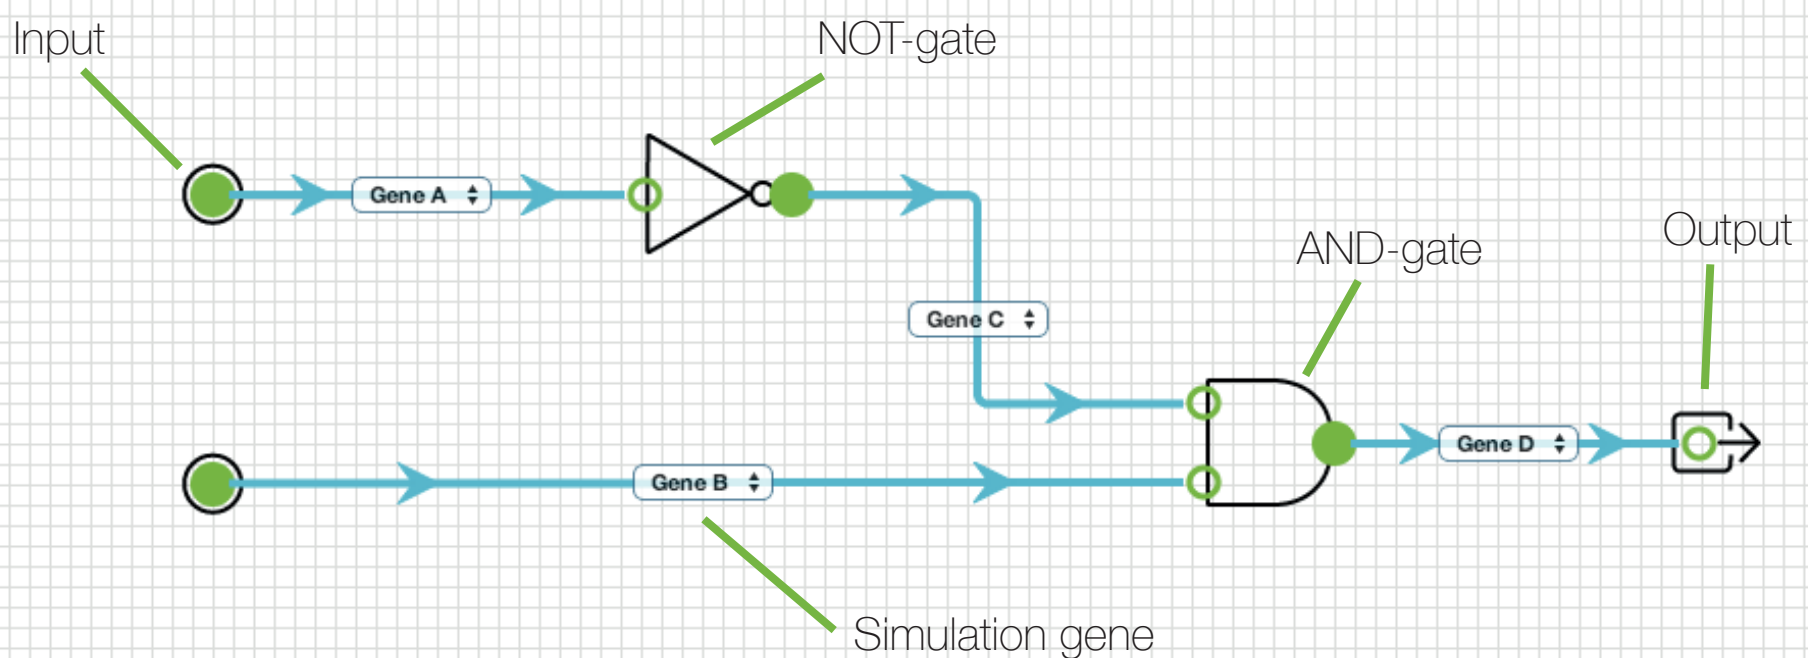 Input
NOT-gate
Gene A
Output
AND-gate
Gene C
Gene D
Gene B
Simulation gene